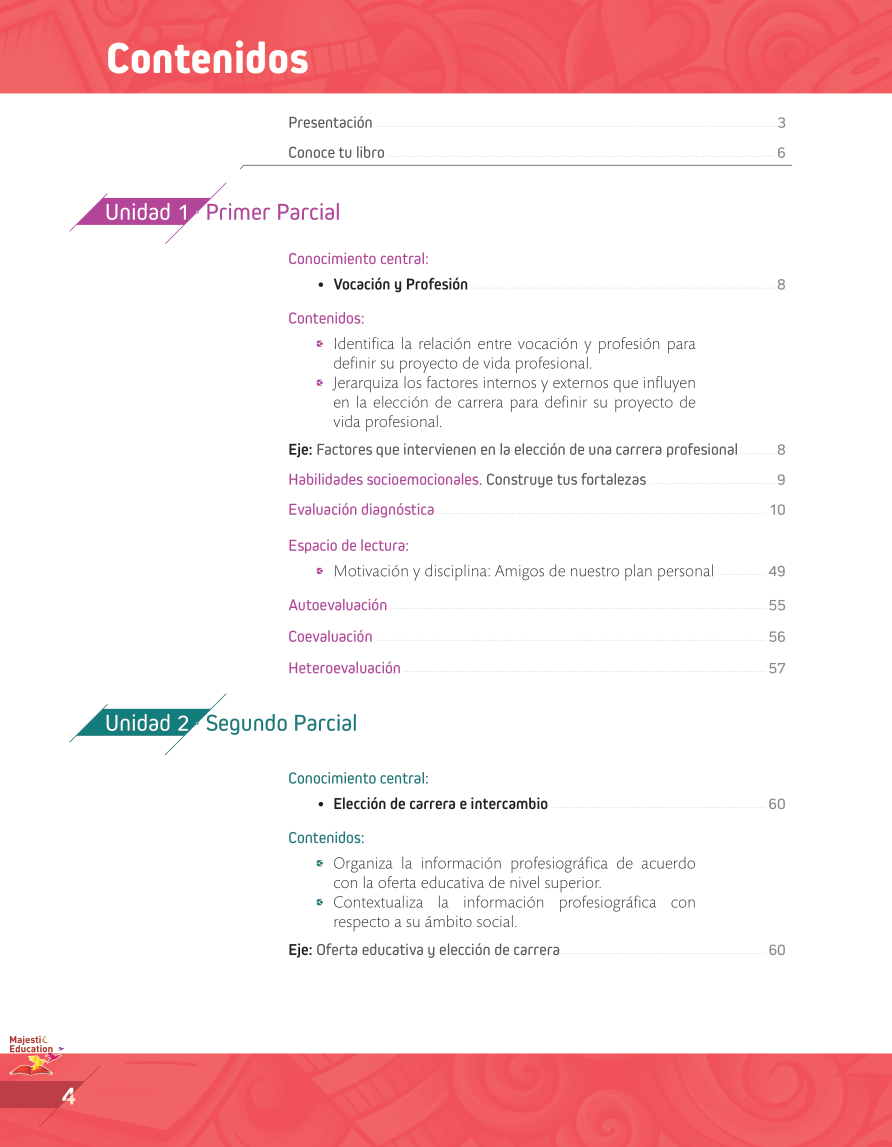 Contenidos
Presentación 3
Conoce tu libro 6
Unidad 1 Primer Parcial
Conocimiento central:
• Vocación y Profesión 8
Contenidos:
Identifica la relación entre vocación y profesión para
definir su proyecto de vida profesional.
Jerarquiza los factores internos y externos que influyen
en la elección de carrera para definir su proyecto de
vida profesional.
Eje: Factores que intervienen en la elección de una carrera profesional 8
Habilidades socioemocionales. Construye tus fortalezas 9
Evaluación diagnóstica 10
Espacio de lectura:
Motivación y disciplina: Amigos de nuestro plan personal 49
Autoevaluación 55
Coevaluación 56
Heteroevaluación 57
Unidad 2 Segundo Parcial
Conocimiento central:
• Elección de carrera e intercambio 60
Contenidos:
Organiza la información profesiográfica de acuerdo
con la oferta educativa de nivel superior.
Contextualiza la información profesiográfica con
respecto a su ámbito social.
Eje: Oferta educativa y elección de carrera 60
Majestic
Education
4